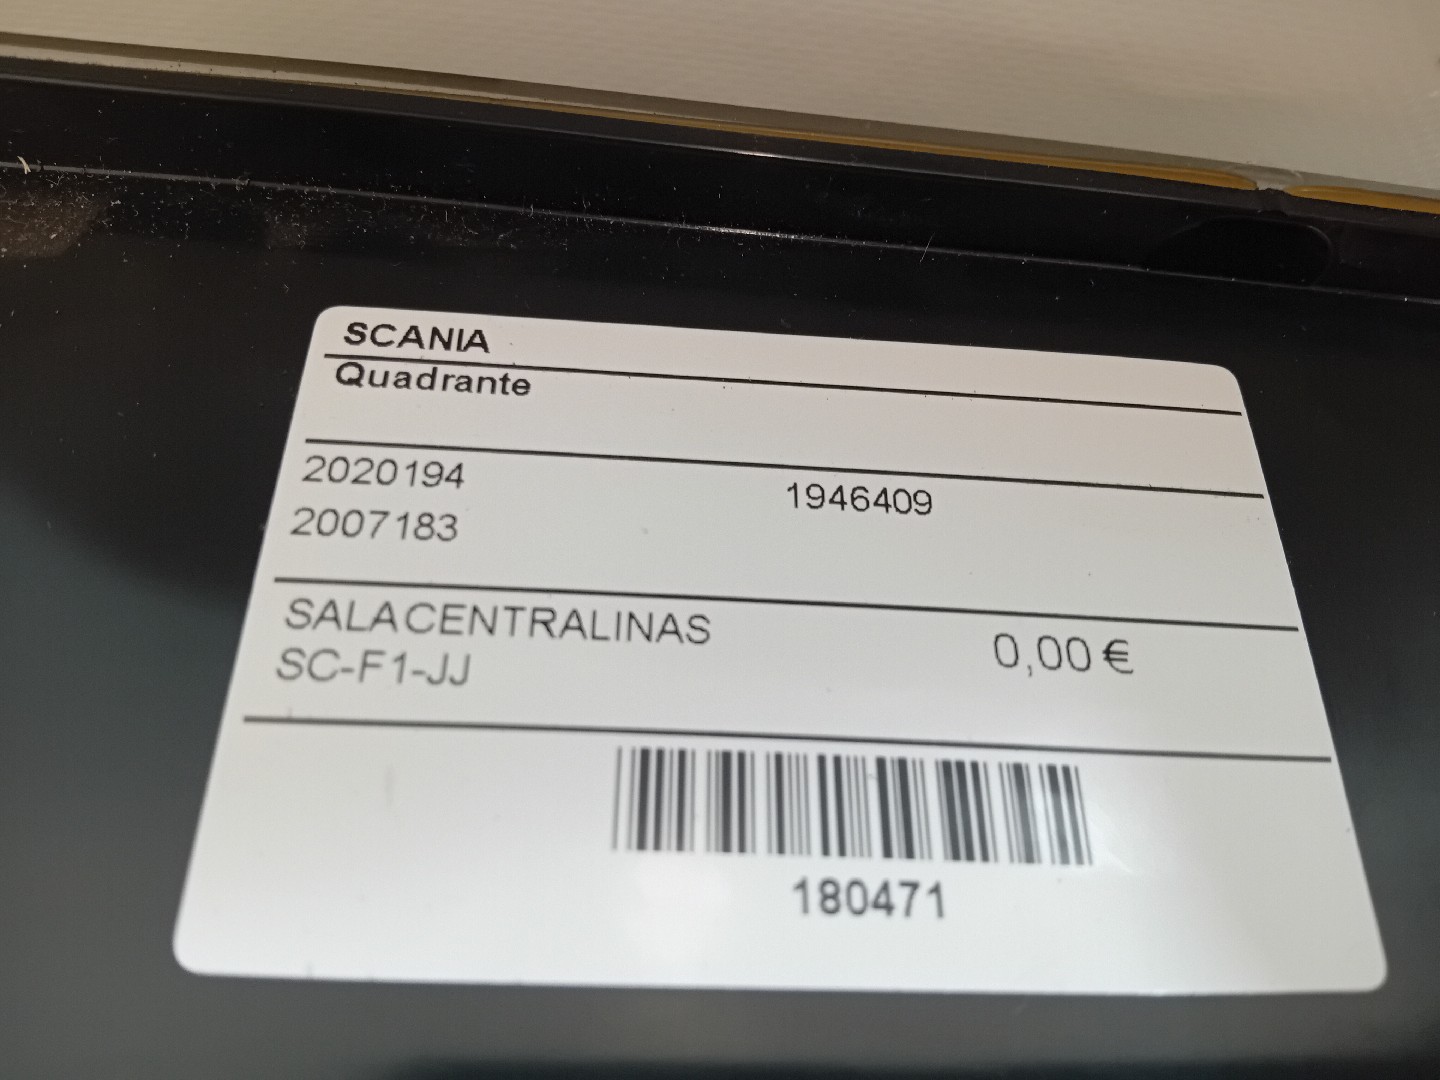 SCANIA
Quadrante
2020194 1946409
2007183
SALACENTRALINAS 0,00 €
SC-F1-JJ
180471